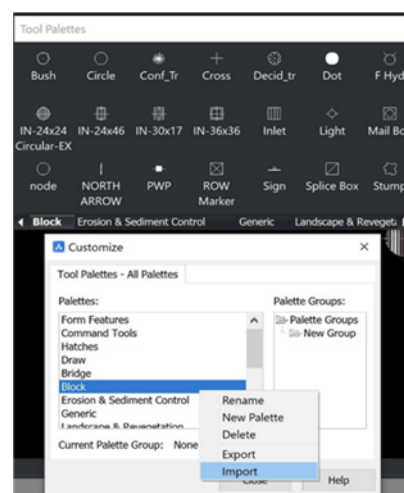 Tool Palettes
Bush Circle Conf_Tr Cross Decid_tr Dot F Hyd
IN-24x24 IN-24x46 IN-30x17 IN-36x36 Inlet Light Mail Bo
Circular-EX
node NORTH PWP ROW Sign Splice Box Stump
ARROW Marker
Block Erosion & Sediment Control Generic Landscape & Reveget
Customize
Tool Palettes - All Palettes
Palettes: Palette Groups:
Form Features Palette Groups
Command Tools New Group
Hatches
Draw
Bridge
Block
Erosion & Sediment Control
Generic
Landscape & Revegetation
Rename
New Palette
Delete
Export
Import
Current Palette Group: None
Close Help